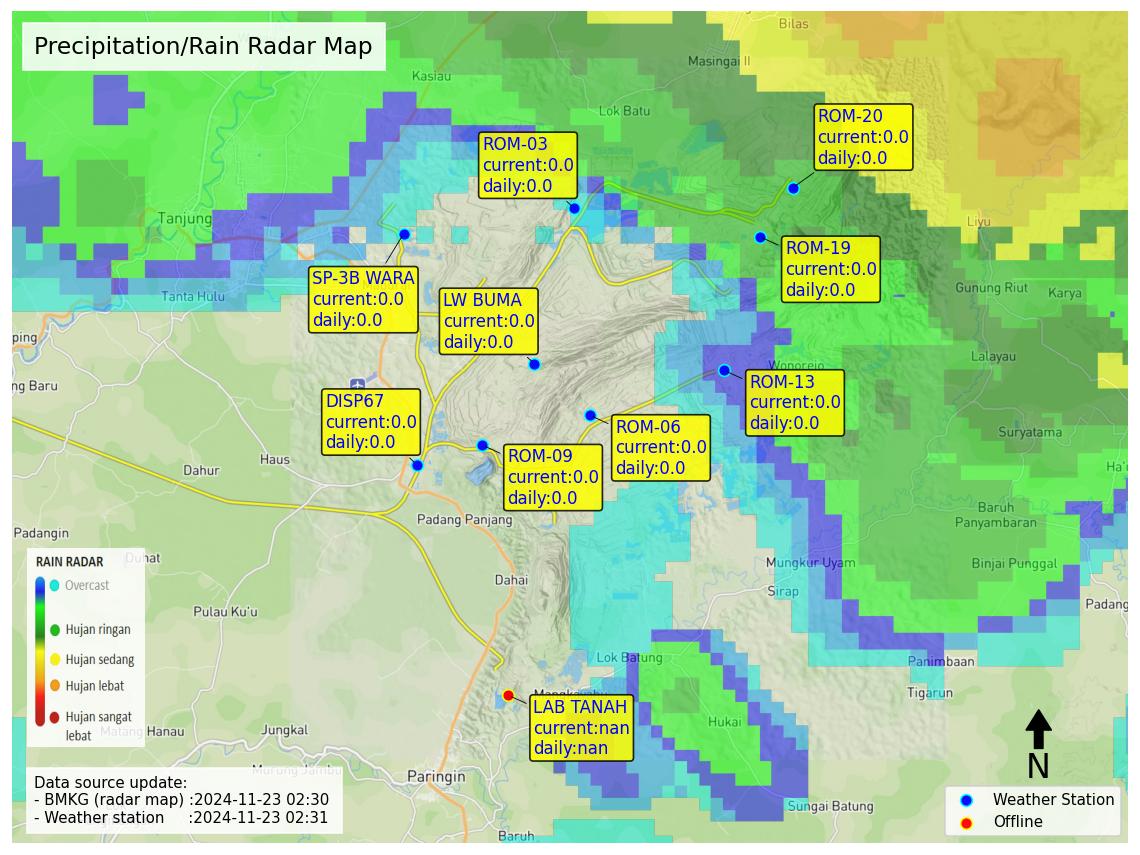 Precipitation/Rain Radar Map
Bilas
Masingai II
Kasiau
Lok Batu
ROM-20
current:0.0
daily:0.0
ROM-03
current:0.0
daily:0.0
Tanjung
Liyu
ROM-19
current:0.0
daily:0.0
SP-3B WARA
current:0.0
daily:0.0
Tanta Hulu
LW BUMA
current:0.0
daily:0.0
Gunung Riut
Karya
ping
Lalayau
Wonorejo
ng Baru
ROM-13
current:0.0
daily:0.0
DISP67
current:0.0
daily:0.0
ROM-06
current:0.0
daily:0.0
Suryatama
ROM-09
current:0.0
daily:0.0
Haus
Dahur
Ha'u
Baruh
Panyambaran
Padang Panjang
Padangin
Duhat
Mungkur Uyam
Binjai Punggal
RAIN RADAR
Overcast
Hujan ringan
Hujan sedang
Hujan lebat
Hujan sangat
lebat
Dahai
Sirap
Pulau Ku'u
Padang
Lok Batung
Panimbaan
Tigarun
LAB TANAH
current:nan
daily:nan
Hukai
Matang Hanau
Jungkal
Murung Jambu
Paringin
N
Data source update:
- BMKG (radar map) :2024-11-23 02:30
- Weather station :2024-11-23 02:31
Sungai Batung
Baruh
Weather Station
Offline